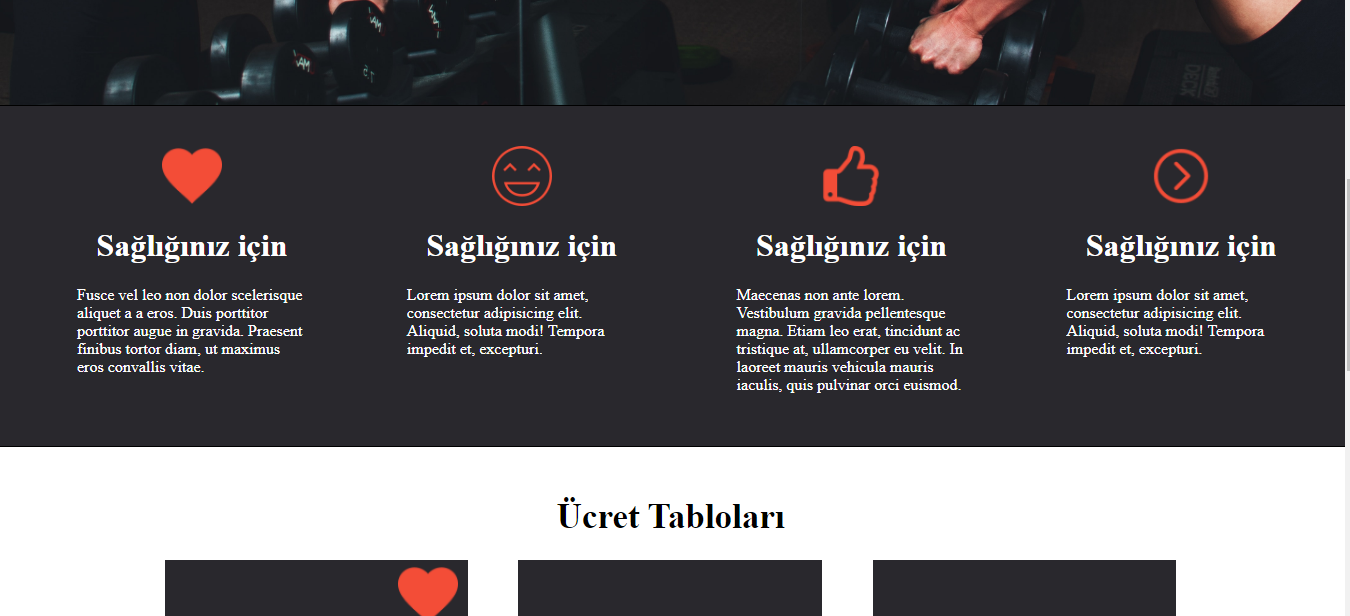 Sağlığınız için
Fusce vel leo non dolor scelerisque
aliquet a a eros. Duis porttitor
porttitor augue in gravida. Praesent
finibus tortor diam, ut maximus
eros convallis vitae.
Sağlığınız için
Lorem ipsum dolor sit amet,
consectetur adipisicing elit.
Aliquid, soluta modi! Tempora
impedit et, excepturi.
Sağlığınız için
Maecenas non ante lorem.
Vestibulum gravida pellentesque
magna. Etiam leo erat, tincidunt ac
tristique at, ullamcorper eu velit. In
laoreet mauris vehicula mauris
iaculis, quis pulvinar orci euismod.
Sağlığınız için
Lorem ipsum dolor sit amet,
consectetur adipisicing elit.
Aliquid, soluta modi! Tempora
impedit et, excepturi.
Ücret Tabloları